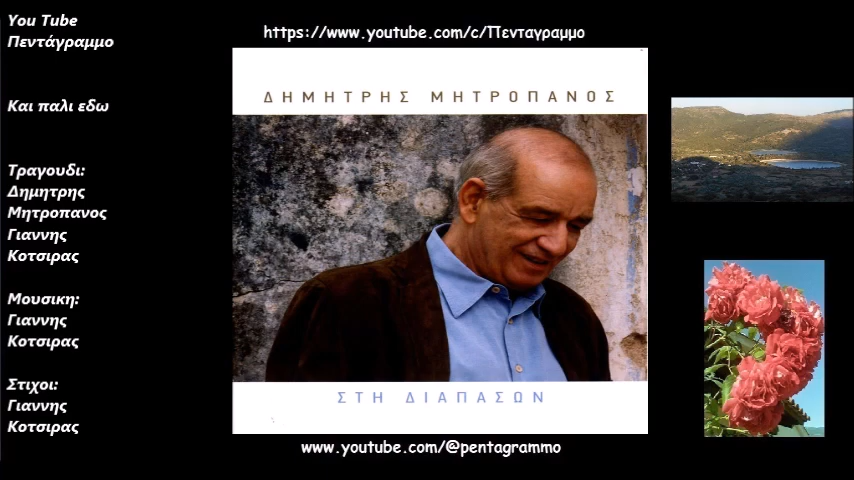 You Tube
Πεντάγραμμο
Και παλι εδω
Τραγουδι:
Δημητρης
Μητροπανος
Γιαννης
Κοτσιρας
Μουσικη:
Γιαννης
Κοτσιρας
Στιχοι:
Γιαννης
Κοτσιρας
https://www.youtube.com/c/Πενταγραμμο
ΔΗΜΗΤΡΗΣ ΜΗΤΡΟΠΑΝΟΣ
ΣΤΗ ΔΙΑΠΑΣΩΝ
www.youtube.com/@pentagrammo